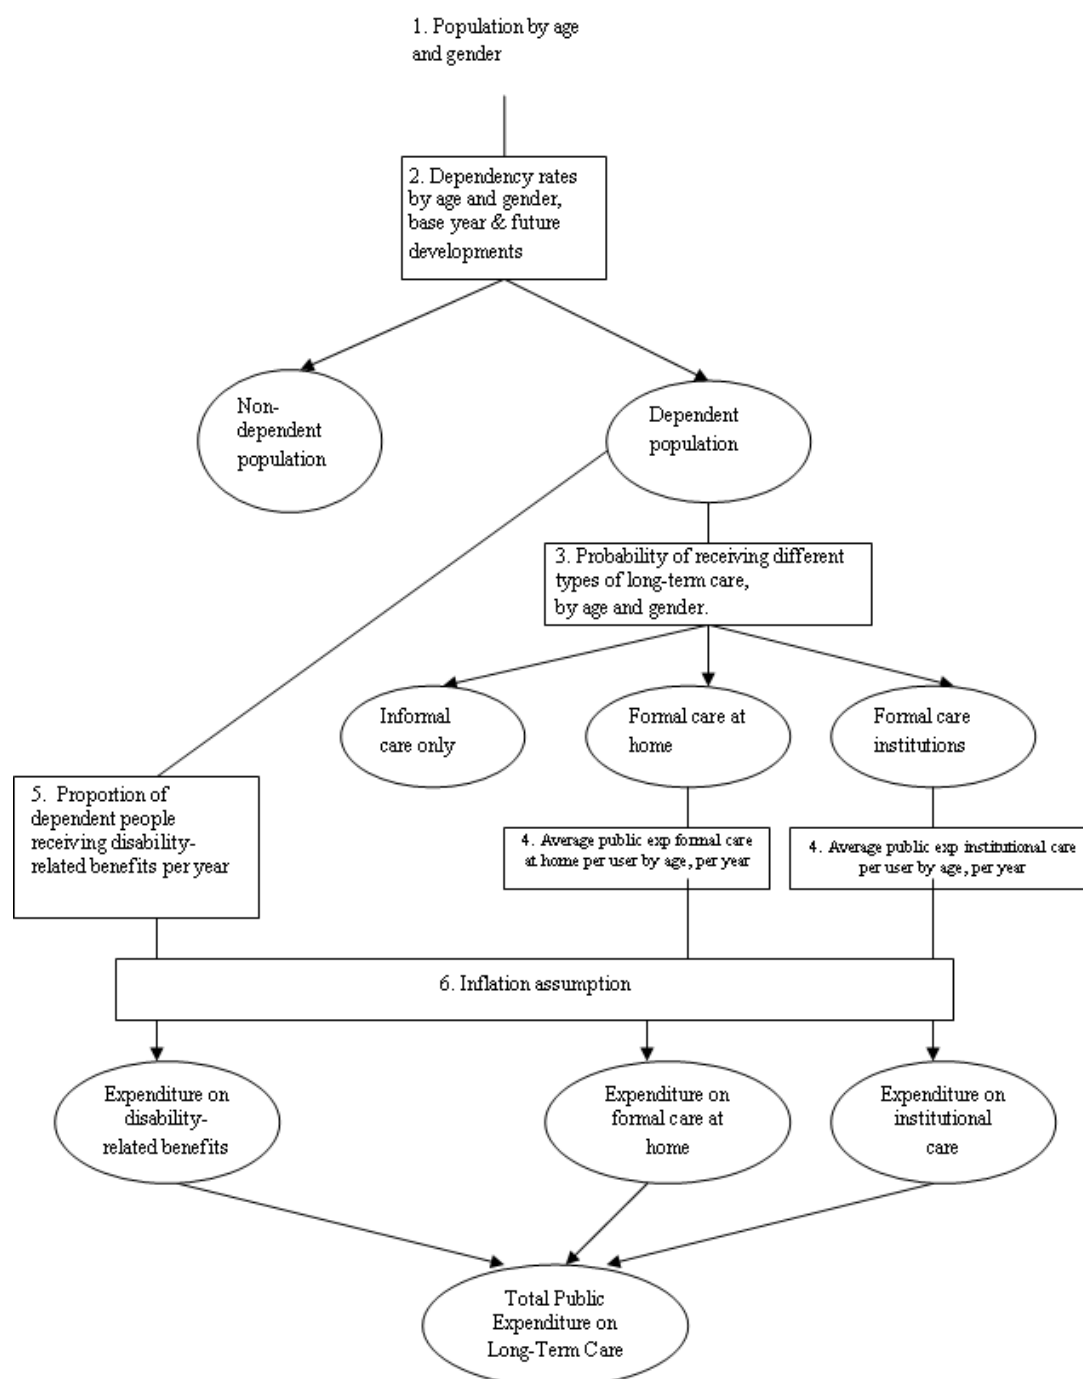 1. Population by age
and gender
2. Dependency rates
by age and gender,
base year & future
developments
Non-
dependent
population
Dependent
population
3. Probability of receiving different
types of long-term care,
by age and gender.
Informal
care only
Formal care at
home
Formal care
institutions
5. Proportion of
dependent people
receiving disability-
related benefits per year
4. Average public exp formal care
at home per user by age, per year
4. Average public exp institutional care
per user by age, per year
6. Inflation assumption
Expenditure on
disability-
related benefits
Expenditure on
formal care at
home
Expenditure on
institutional
care
Total Public
Expenditure on
Long-Term Care